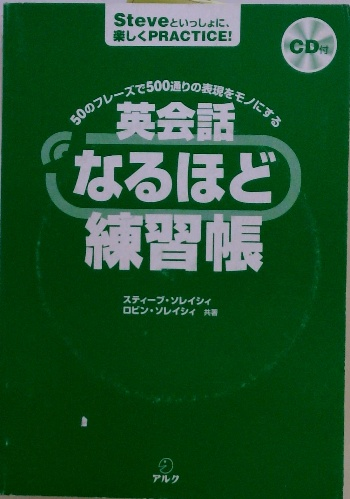 Steveといっしょに、
楽しくPRACTICE!
CD付
50のフレーズで500通りの表現をモノにする
英会話
なるほど
練習帳
スティーブ・ソレイシィ
ロビン・ソレイシィ 共著
アルク